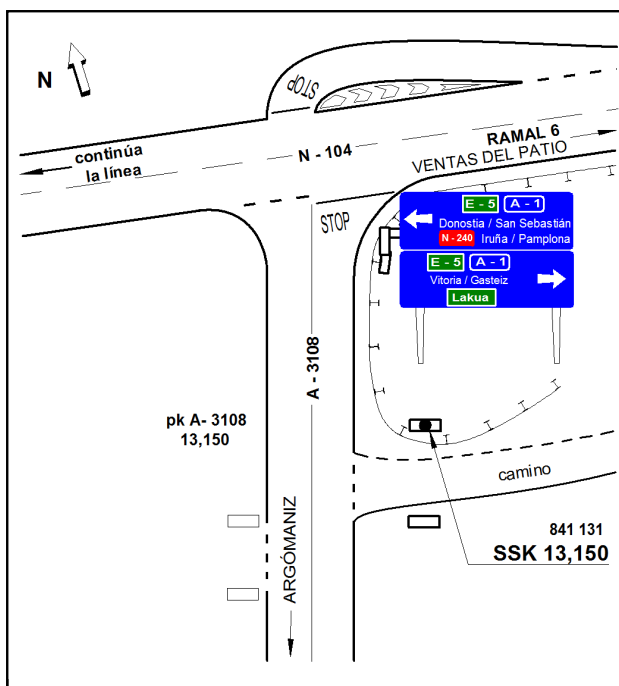 N
STOP
continúa
la línea
N - 104
RAMAL 6
VENTAS DEL PATIO
STOP
E - 5 A - 1
Donostia / San Sebastián
N - 240 Iruña / Pamplona
E - 5 A - 1
Vitoria / Gasteiz
Lakua
A - 3108
pk A- 3108
13,150
camino
ARGÓMANIZ
841 131
SSK 13,150